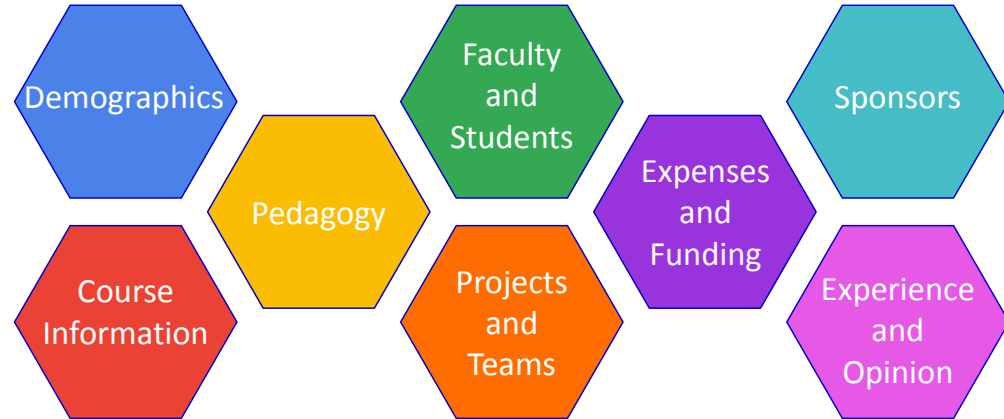 Demographics
Course
Information
Pedagogy
Faculty
and
Students
Projects
and
Teams
Expenses
and
Funding
Sponsors
Experience
and
Opinion